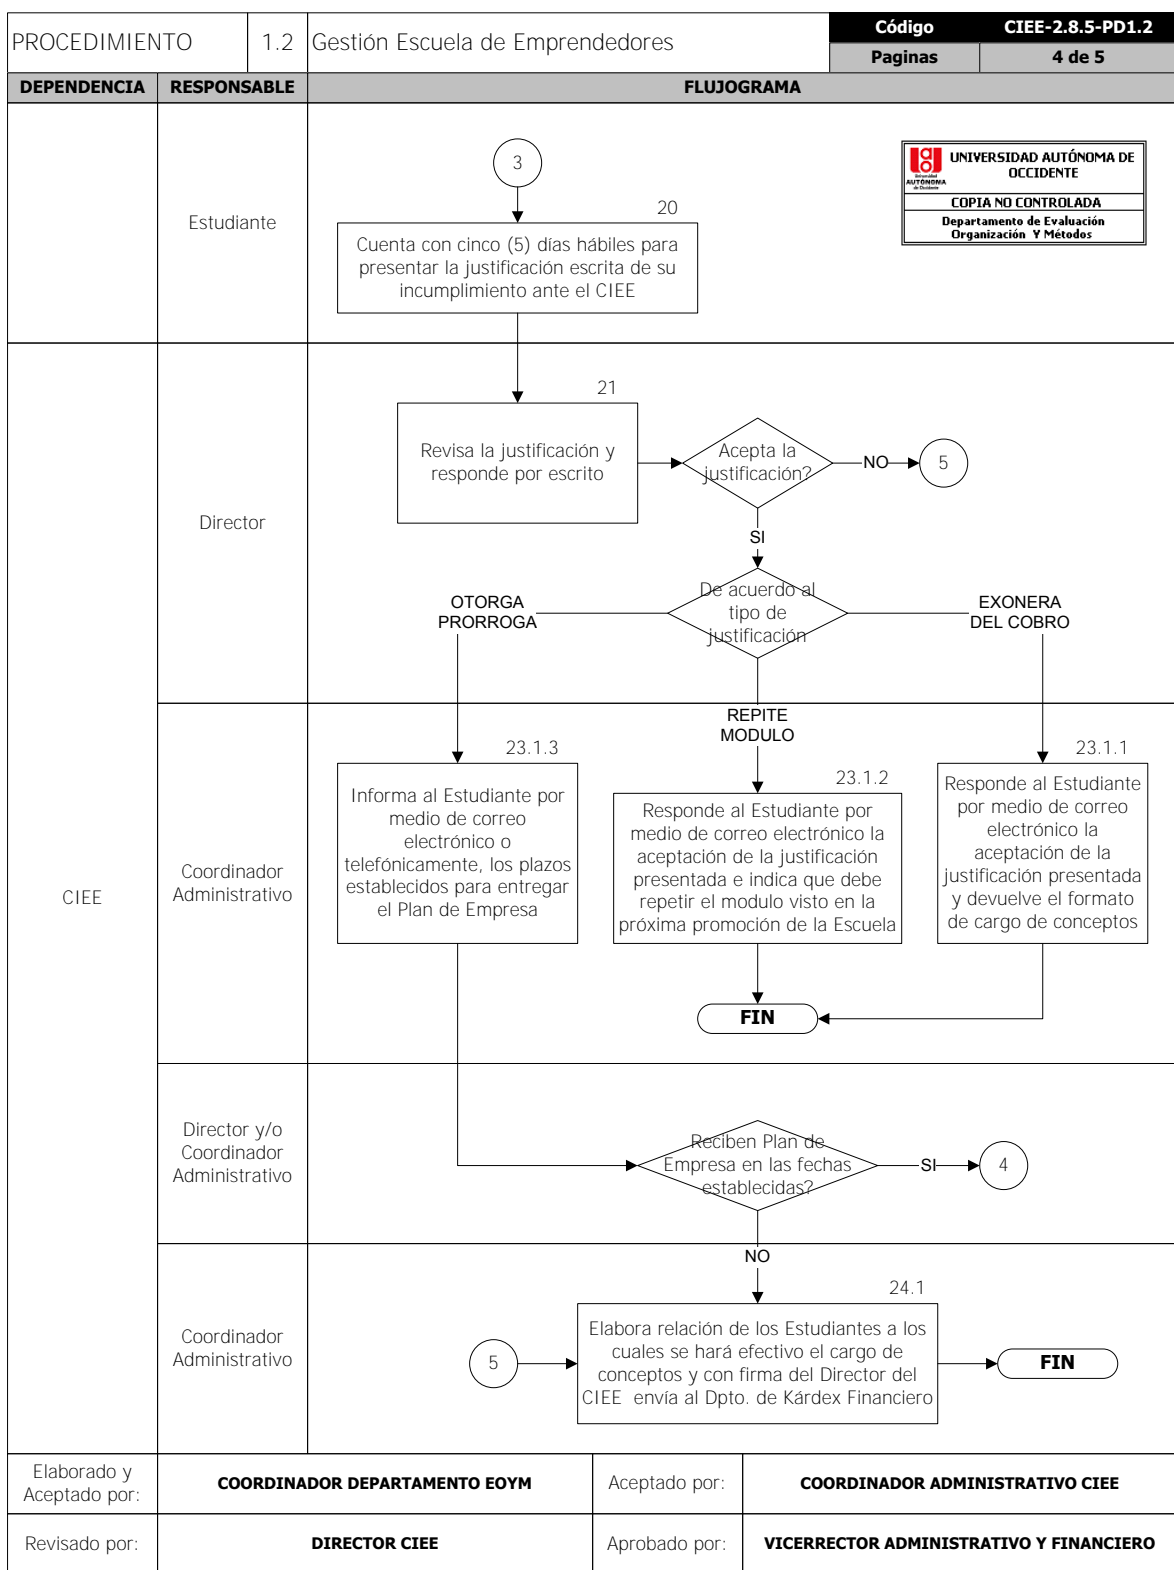 PROCEDIMIENTO 1.2 Gestión Escuela de Emprendedores
Código CIEE-2.8.5-PD1.2
Paginas 4 de 5
DEPENDENCIA RESPONSABLE FLUJOGRAMA
3
Universidad
AUTÓNOMA
de Occidente
UNIVERSIDAD AUTÓNOMA DE
OCCIDENTE
COPIA NO CONTROLADA
Departamento de Evaluación
Organización Y Métodos
Estudiante
20
Cuenta con cinco (5) días hábiles para
presentar la justificación escrita de su
incumplimiento ante el CIEE
CIEE
Director
21
Revisa la justificación y
responde por escrito
Acepta la
justificación?
NO
5
SI
De acuerdo al
tipo de
justificación
OTORGA
PRORROGA
EXONERA
DEL COBRO
REPITE
MODULO
Coordinador
Administrativo
23.1.3
Informa al Estudiante por
medio de correo
electrónico o
telefónicamente, los plazos
establecidos para entregar
el Plan de Empresa
23.1.2
Responde al Estudiante por
medio de correo electrónico la
aceptación de la justificación
presentada e indica que debe
repetir el modulo visto en la
próxima promoción de la Escuela
23.1.1
Responde al Estudiante
por medio de correo
electrónico la
aceptación de la
justificación presentada
y devuelve el formato
de cargo de conceptos
FIN
Director y/o
Coordinador
Administrativo
Reciben Plan de
Empresa en las fechas
establecidas?
SI
4
NO
Coordinador
Administrativo
5
24.1
Elabora relación de los Estudiantes a los
cuales se hará efectivo el cargo de
conceptos y con firma del Director del
CIEE envía al Dpto. de Kárdex Financiero
FIN
Elaborado y
Aceptado por:
COORDINADOR DEPARTAMENTO EOYM
Aceptado por:
COORDINADOR ADMINISTRATIVO CIEE
Revisado por:
DIRECTOR CIEE
Aprobado por:
VICERRECTOR ADMINISTRATIVO Y FINANCIERO